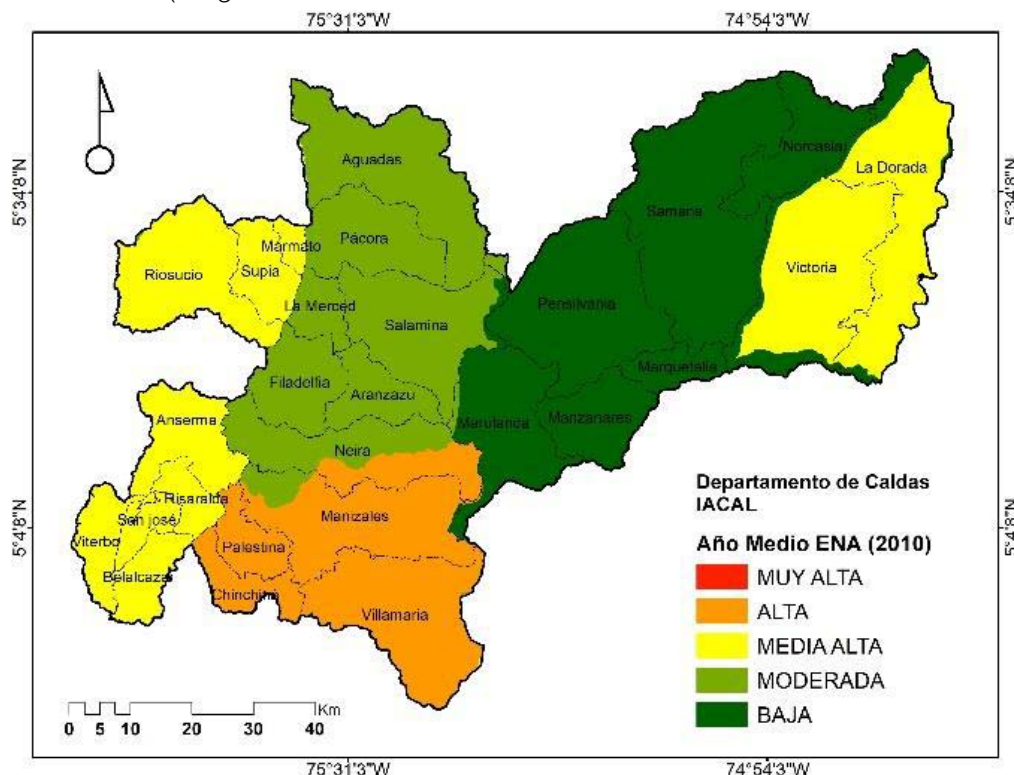 75°31'3"W
74°54'3"W
5°34'8"N
5°34'8"N
Aguadas
Norcasia
La Dorada
Samana
Pácora
Marmato
Riosucio
Supia
Victoria
La Merced
Pensilvania
Salamina
Marquetalia
Filadelfia
Aranzazu
Anserma
Marulanda
Manzanares
Neira
Departamento de Caldas
IACAL
Risaralda
San josé
Manizales
5°4'8"N
5°4'8"N
Viterbo
Palestina
Año Medio ENA (2010)
Belalcazar
MUY ALTA
Chinchiná
ALTA
Villamaria
MEDIA ALTA
MODERADA
BAJA
Km
0 5 10 20 30 40
75°31'3"W
74°54'3"W